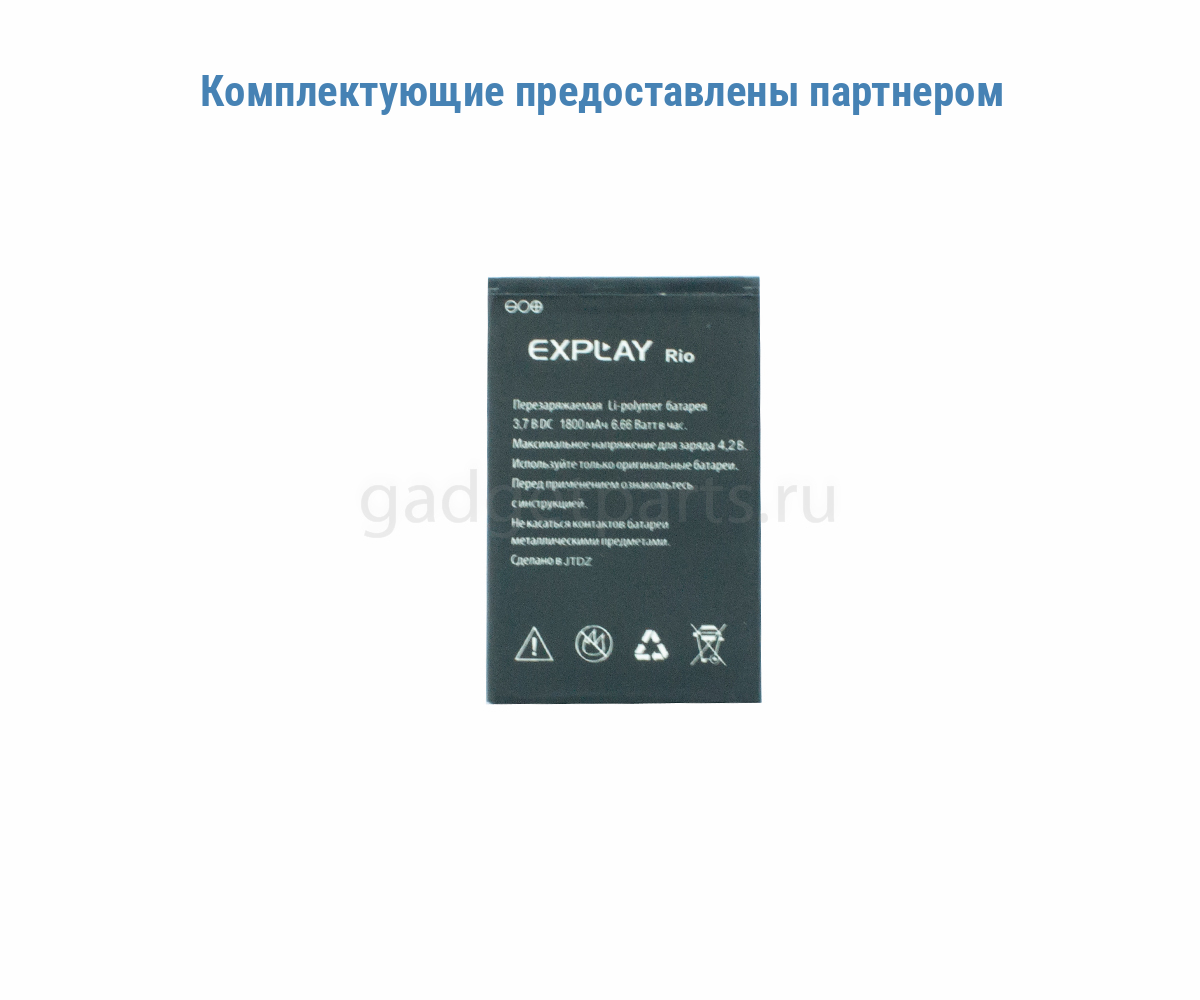 Комплектующие предоставлены партнером
EXPLAY Rio
Перезаряжаемая Li-polymer батарея
3,7 В DC 1800 мАч 6.66 Ватт в час.
Максимальное напряжение для заряда 4,2 В.
Используйте только оригинальные батареи.
Перед применением ознакомьтесь
с инструкцией.
gadgetparts.ru
Не касаться контактов батареи
металлическими предметами.
Сделано в JTDZ